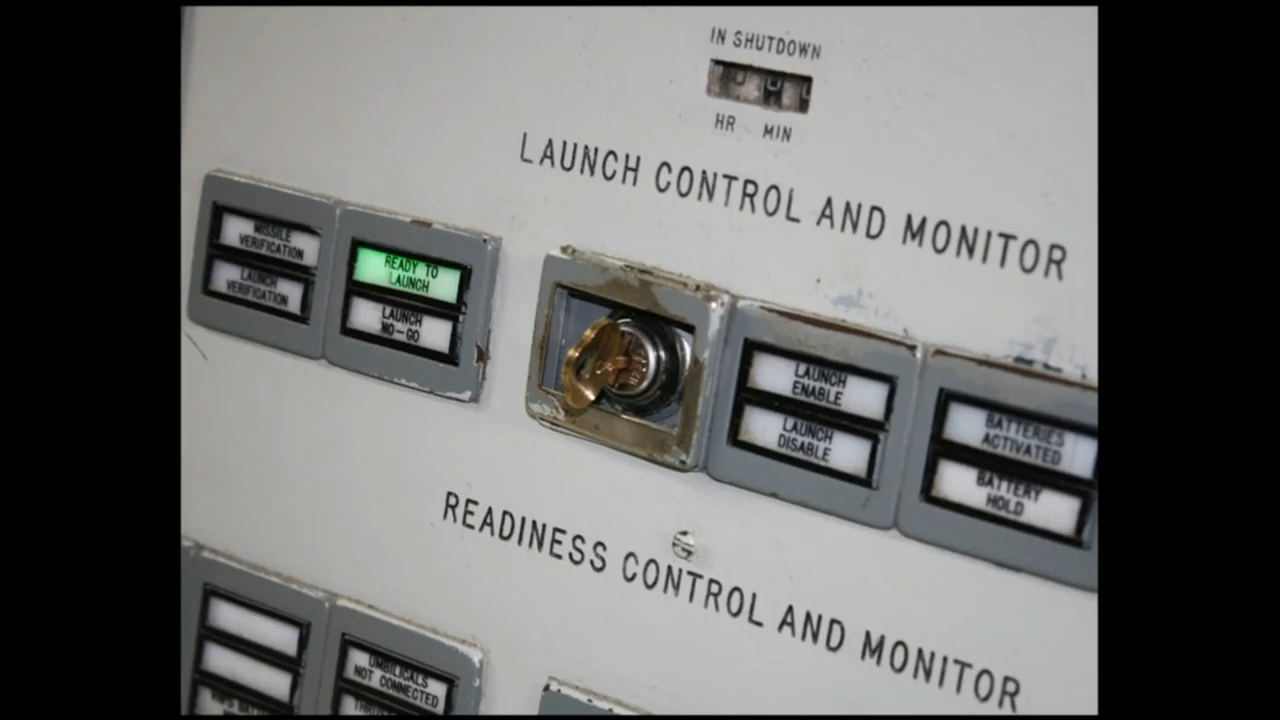 IN SHUTDOWN
HR MIN
LAUNCH CONTROL AND MONITOR
MISSILE
VERIFICATION
LAUNCH
VERIFICATION
READY TO
LAUNCH
LAUNCH
NO-GO
LAUNCH
ENABLE
LAUNCH
DISABLE
BATTERIES
ACTIVATED
BATTERY
HOLD
READINESS CONTROL AND MONITOR
UMBILICALS
NOT CONNECTED